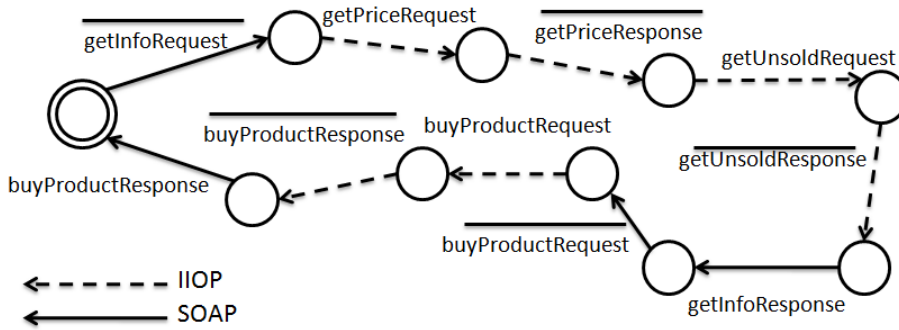 getInfoRequest
getPriceRequest
getPriceResponse
getUnsoldRequest
getUnsoldResponse
getInfoResponse
buyProductRequest
buyProductRequest
buyProductResponse
buyProductResponse
IIOP
SOAP